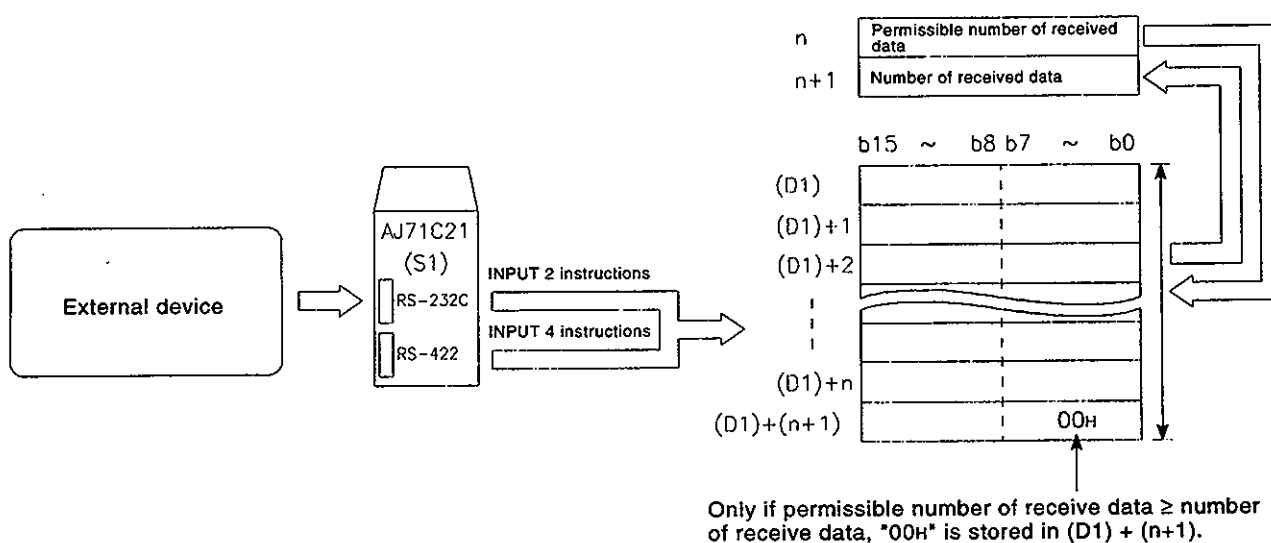 n
Permissible number of received
data
n+1
Number of received data
b15 ~ b8 b7 ~ b0
(D1)
(D1)+1
(D1)+2
(D1)+n
(D1)+(n+1)
00H
External device
AJ71C21
(S1)
RS-232C
RS-422
INPUT 2 instructions
INPUT 4 instructions
Only if permissible number of receive data ≥ number
of receive data, "00H" is stored in (D1) + (n+1).